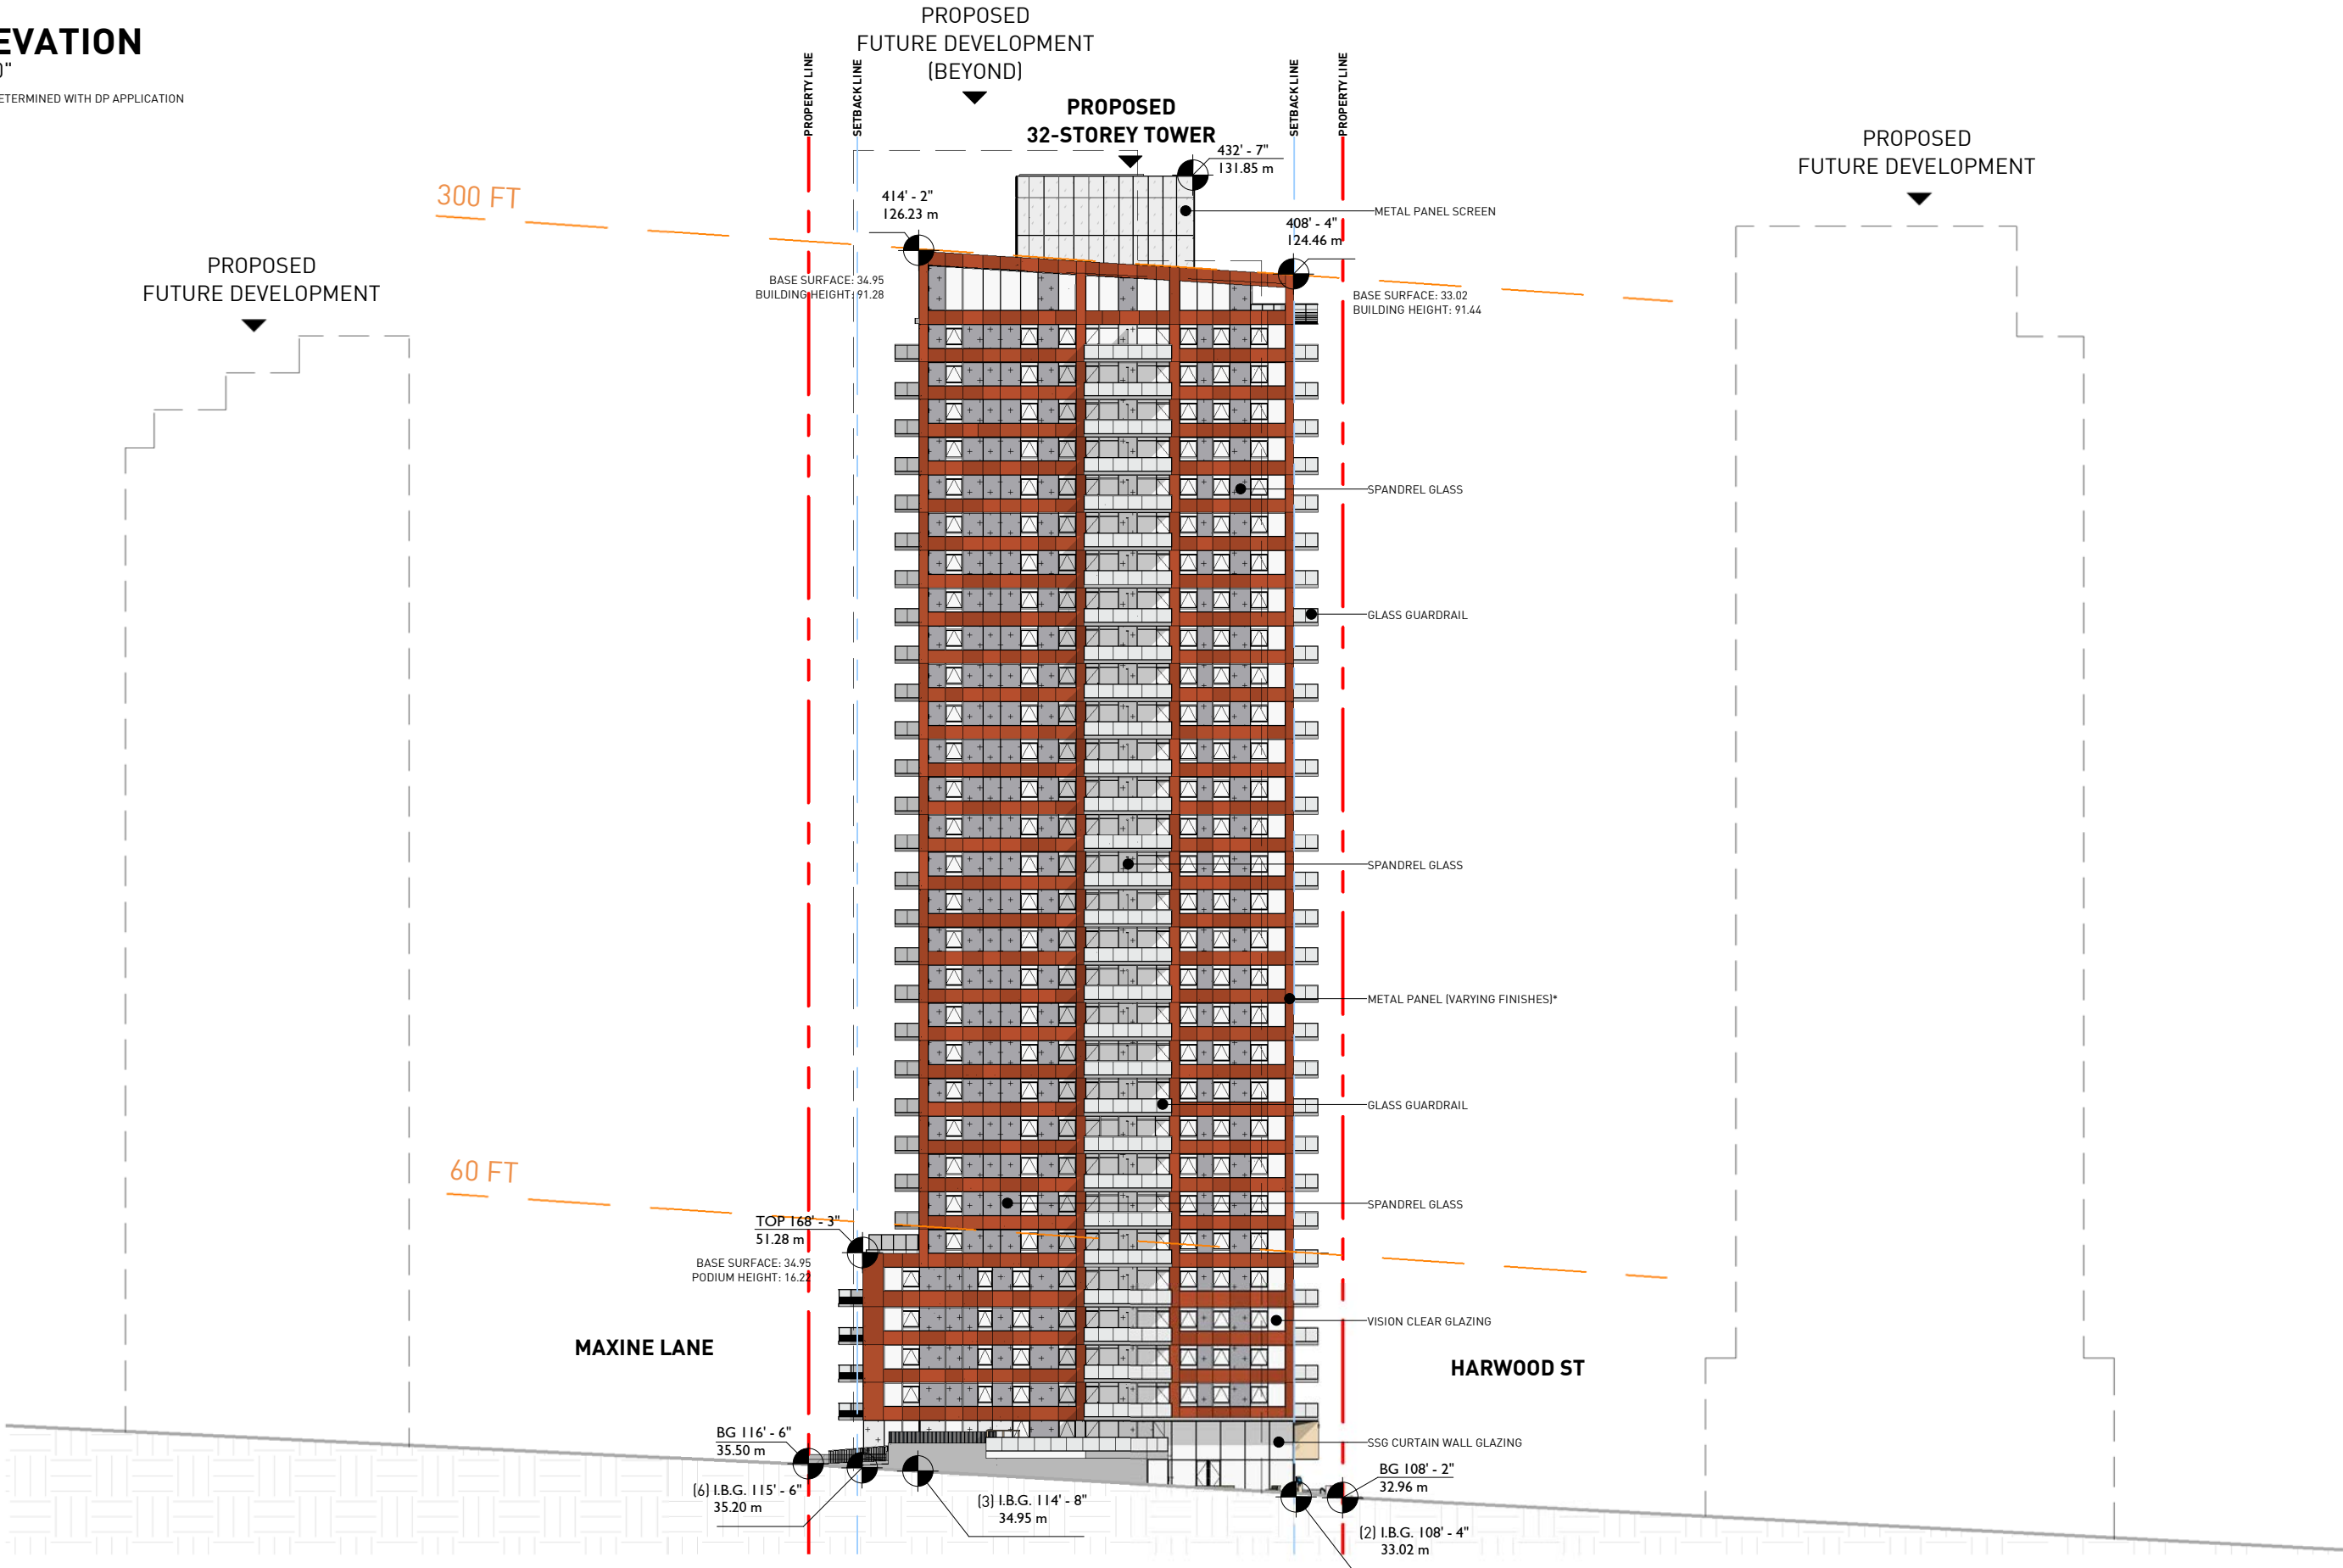 EVATION
0"
ETERMINED WITH DP APPLICATION
PROPOSED
FUTURE DEVELOPMENT
(BEYOND)
PROPOSED
32-STOREY TOWER
PROPERTY LINE
SETBACK LINE
SETBACK LINE
PROPERTY LINE
PROPOSED
FUTURE DEVELOPMENT
432' - 7"
131.85 m
300 FT
414' - 2"
126.23 m
METAL PANEL SCREEN
408' - 4"
124.46 m
PROPOSED
FUTURE DEVELOPMENT
BASE SURFACE: 34.95
BUILDING HEIGHT: 91.28
BASE SURFACE: 33.02
BUILDING HEIGHT: 91.44
SPANDREL GLASS
GLASS GUARDRAIL
SPANDREL GLASS
METAL PANEL (VARYING FINISHES)*
GLASS GUARDRAIL
60 FT
SPANDREL GLASS
TOP 168' - 3"
51.28 m
BASE SURFACE: 34.95
PODIUM HEIGHT: 16.22
VISION CLEAR GLAZING
MAXINE LANE
HARWOOD ST
BG 116' - 6"
35.50 m
SSG CURTAIN WALL GLAZING
BG 108' - 2"
32.96 m
(6) I.B.G. 115' - 6"
35.20 m
(3) I.B.G. 114' - 8"
34.95 m
(2) I.B.G. 108' - 4"
33.02 m